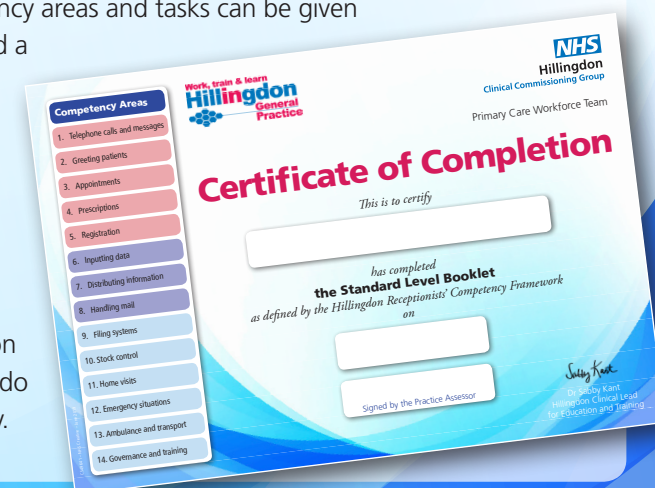 ncy areas and tasks can be given
d a
Competency Areas
1. Telephone calls and messages
2. Greeting patients
3. Appointments
4. Prescriptions
5. Registration
6. Inputting data
7. Distributing information
8. Handling mail
9. Filing systems
10. Stock control
11. Home visits
12. Emergency situations
13. Ambulance and transport
14. Governance and training
Work, train & learn
Hillingdon
General
Practice
NHS
Hillingdon
Clinical Commissioning Group
Primary Care Workforce Team
Certificate of Completion
This is to certify
has completed
the Standard Level Booklet
as defined by the Hillingdon Receptionists' Competency Framework
on
Signed by the Practice Assessor
Sabby Kant
Dr Sabby Kant
Hillingdon Clinical Lead
for Education and Training
on
do
y.